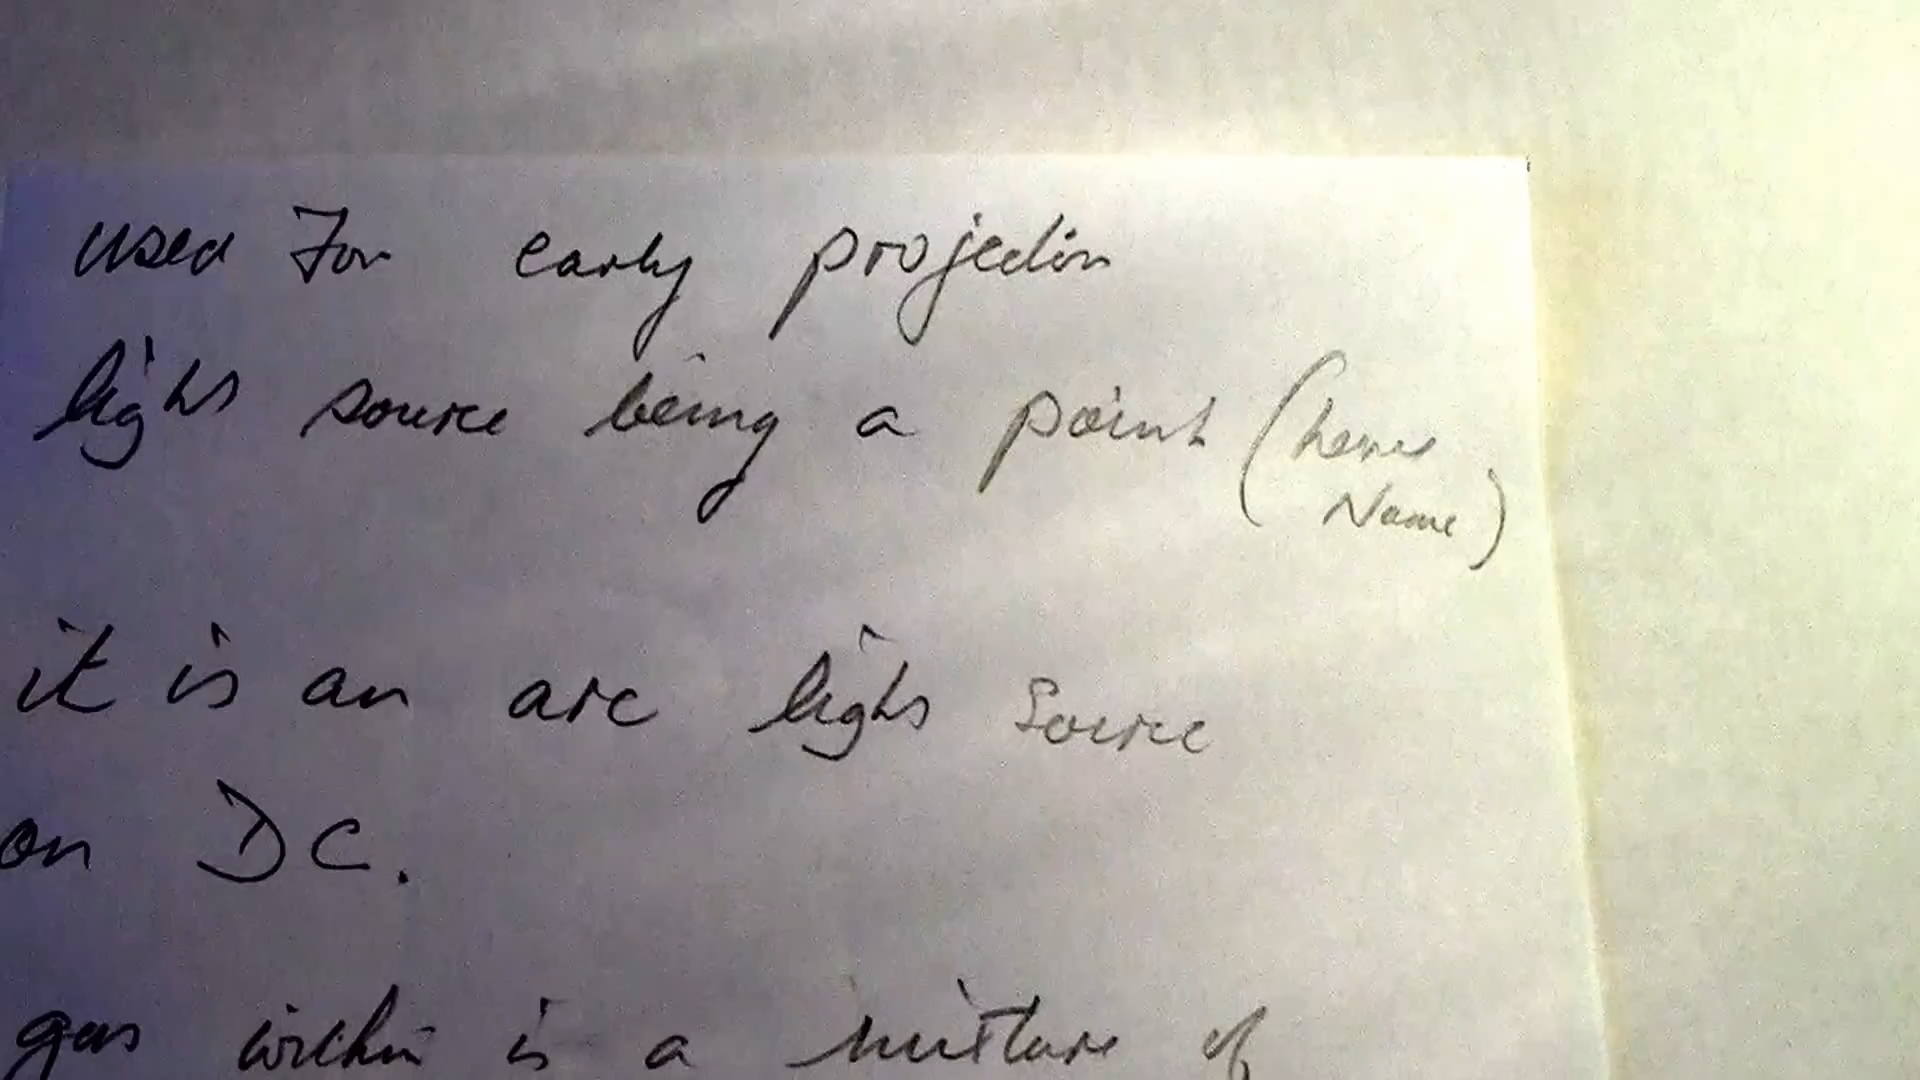 used for early projection
light source being a point (hence
Name)
it is an arc light source
on DC.
gas within is a mixture of